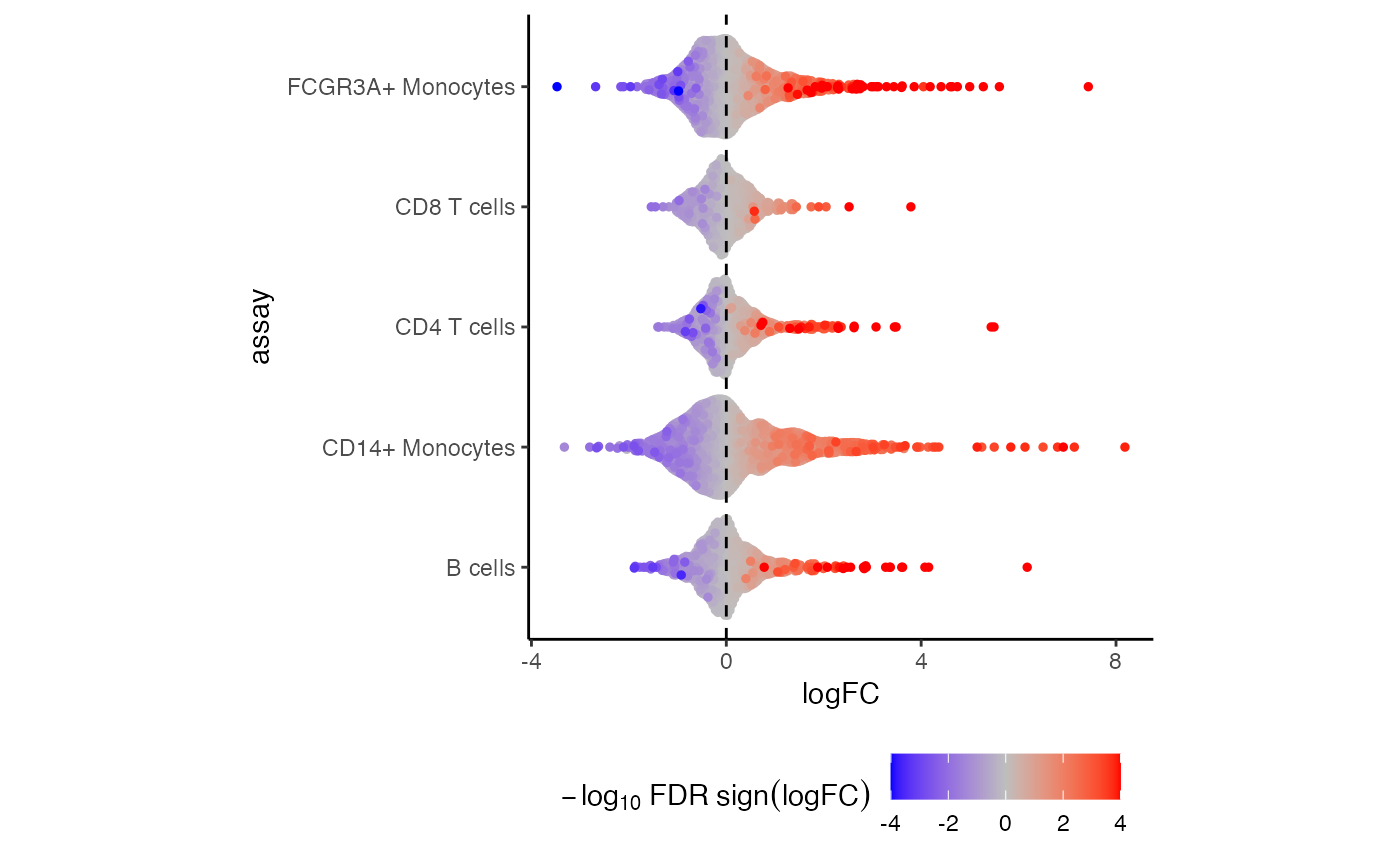 FCGR3A+ Monocytes
CD8 T cells
CD4 T cells
CD14+ Monocytes
B cells
assay
-4 0 4 8
logFC
−log₁₀ FDR sign(logFC)
-4 -2 0 2 4